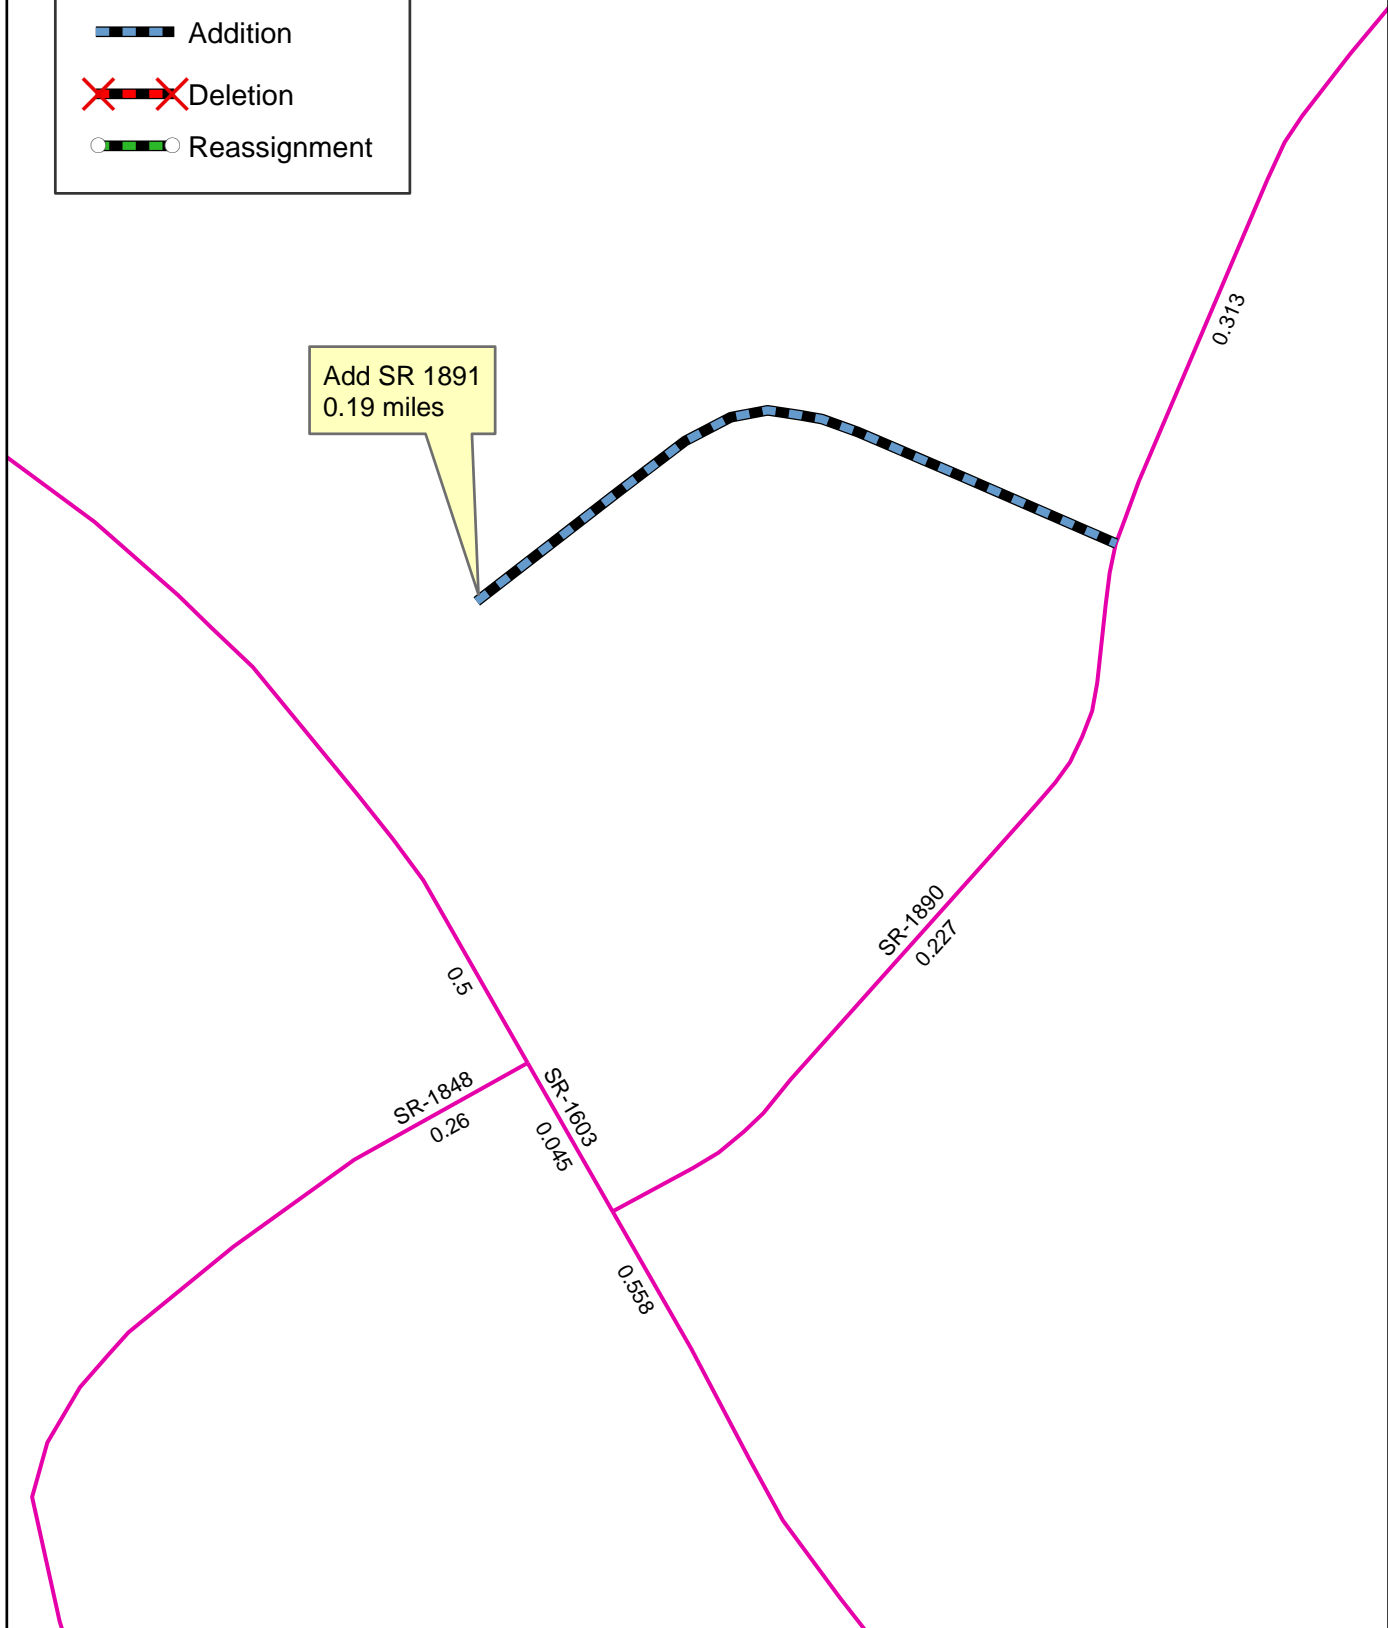 Addition
Deletion
Reassignment
0.313
Add SR 1891
0.19 miles
SR-1890
0.227
0.5
SR-1848
0.26
SR-1603
0.045
0.558